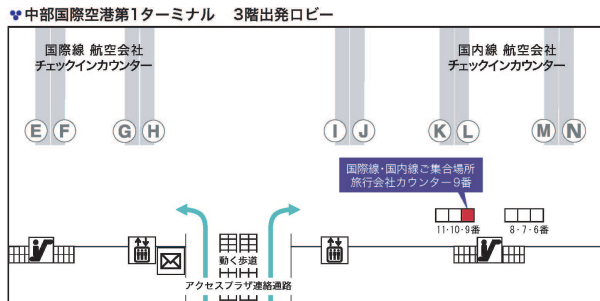 中部国際空港第1ターミナル 3階出発ロビー
国際線 航空会社
チェックインカウンター
国内線 航空会社
チェックインカウンター
E F G H I J K L M N
国際線・国内線ご集合場所
旅行会社カウンター9番
11・10・9番 8・7・6番
動く歩道
アクセスプラザ連絡通路